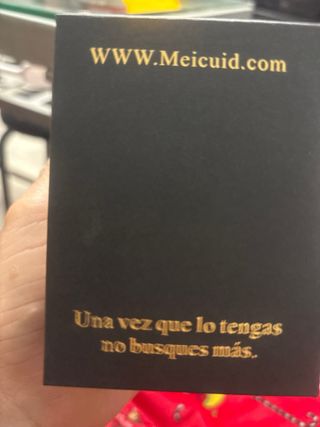 WWW.Meicuid.com
Una vez que lo tengas
no busques más.